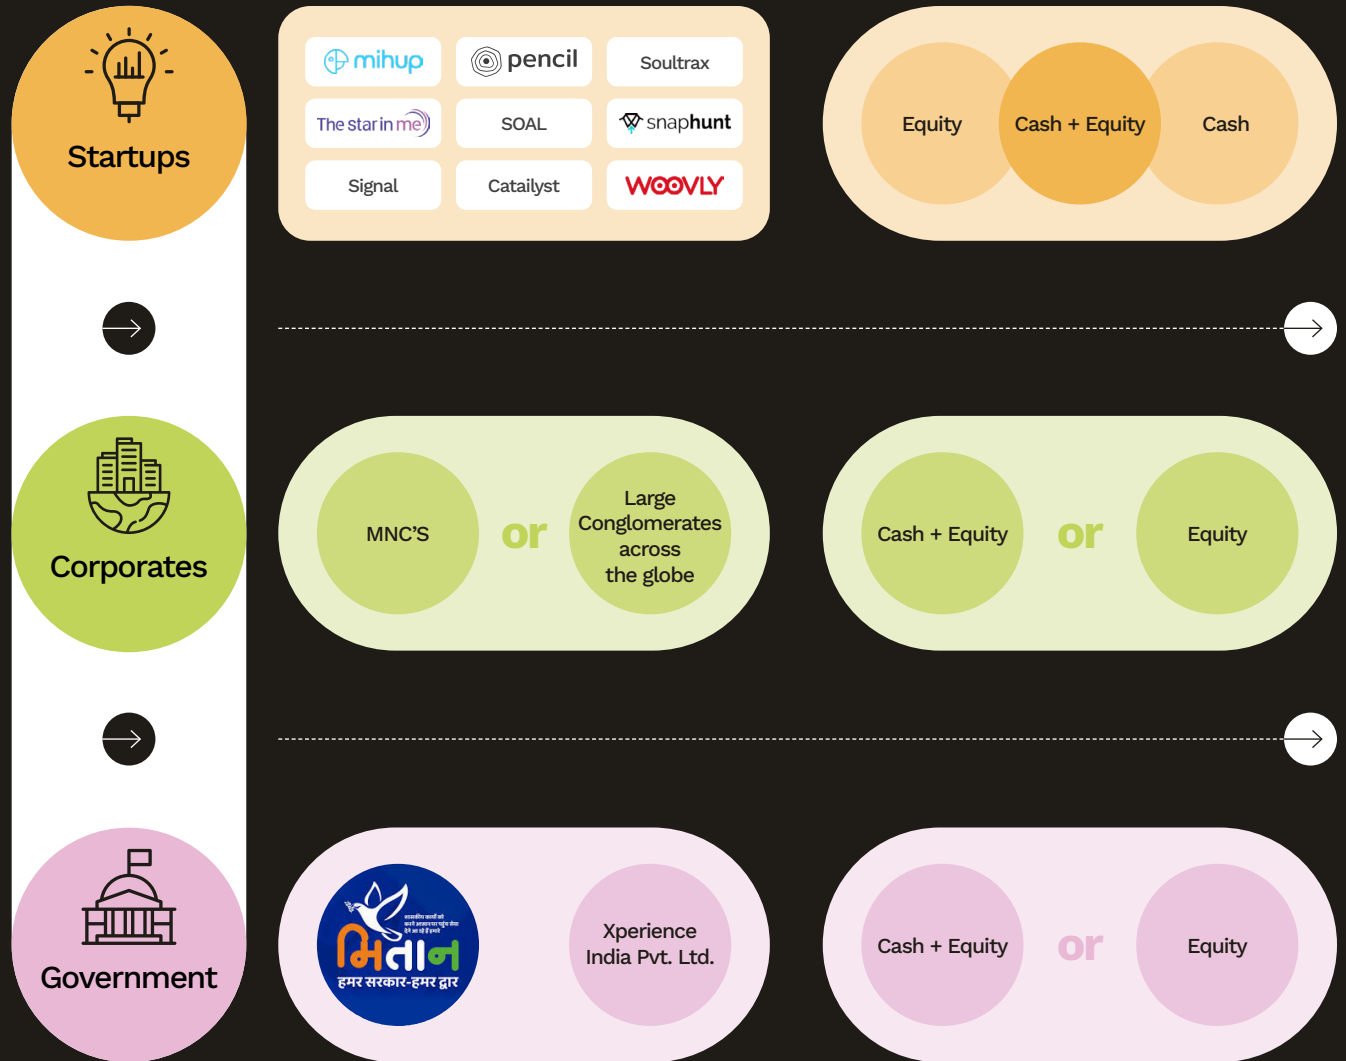 Startups
mihup
pencil
Soultrax
The star in me
SOAL
snaphunt
Signal
Catailyst
WOOVLY
Equity
Cash + Equity
Cash
Corporates
MNC'S
or
Large
Conglomerates
across
the globe
Cash + Equity
or
Equity
Government
शासकीय कार्यों को
मितान
हमर सरकार-हमर द्वार
Xperience
India Pvt. Ltd.
Cash + Equity
or
Equity